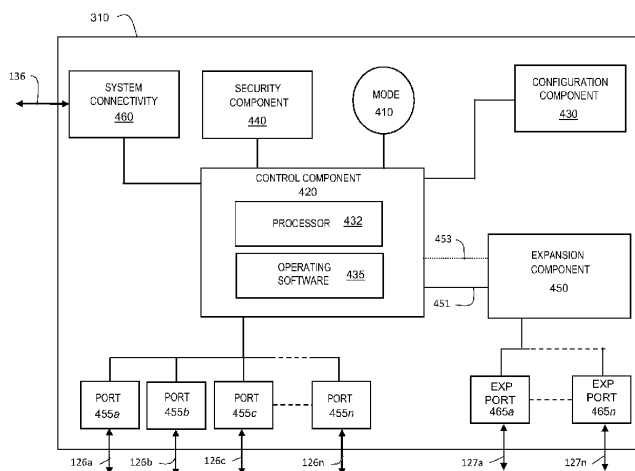 310
136
SYSTEM
CONNECTIVITY
460
SECURITY
COMPONENT
440
MODE
410
CONFIGURATION
COMPONENT
430
CONTROL COMPONENT
420
PROCESSOR 432
OPERATING
SOFTWARE 435
453
451
EXPANSION
COMPONENT
450
PORT
455a
PORT
455b
PORT
455c
PORT
455n
EXP
PORT
465a
EXP
PORT
465n
126a
126b
126c
126n
127a
127n